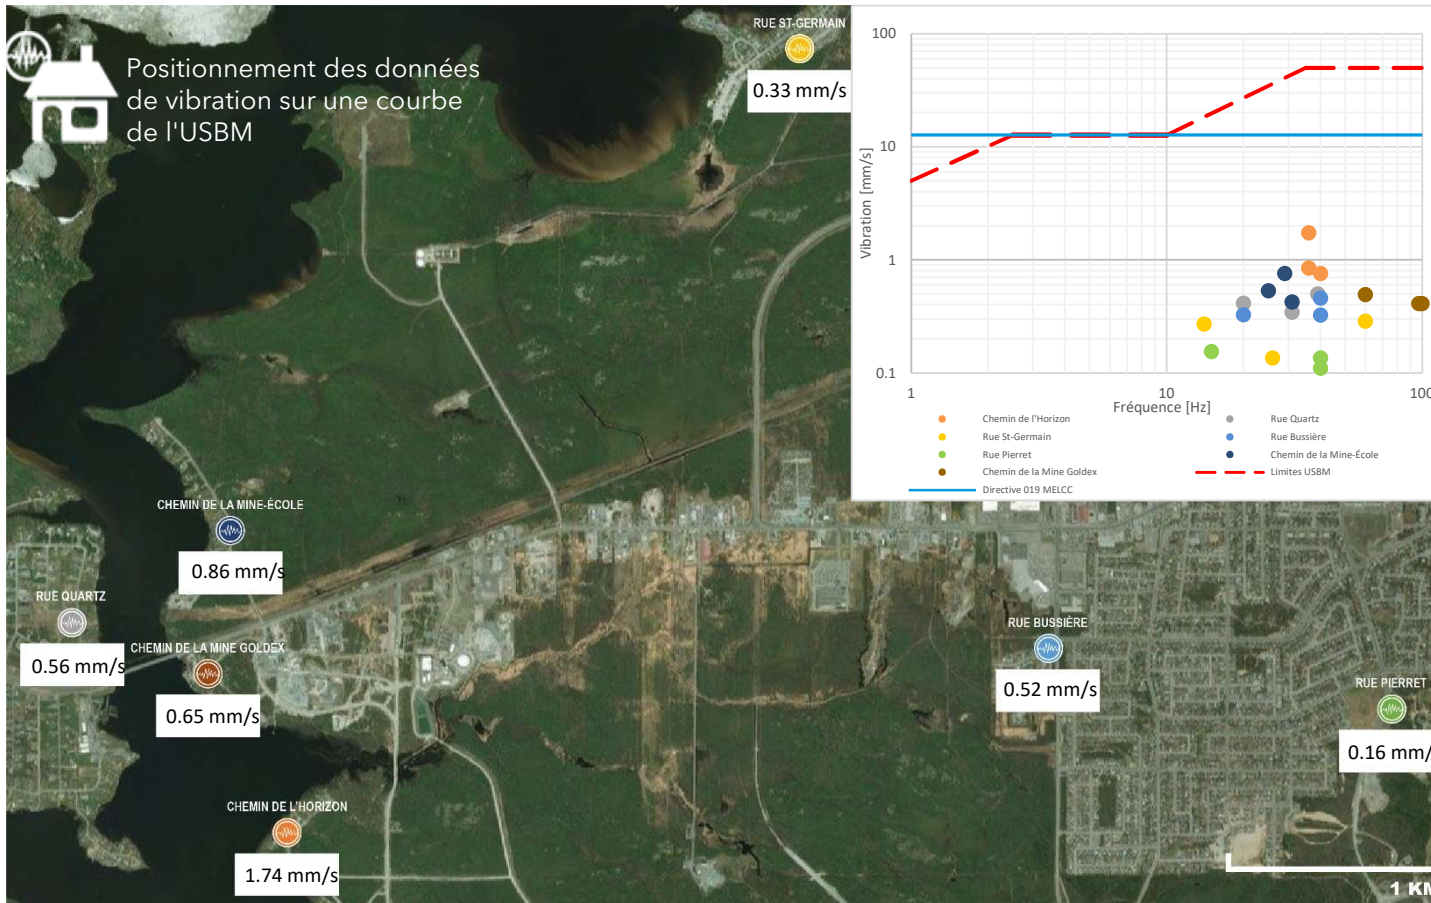 Positionnement des données
de vibration sur une courbe
de l'USBM
RUE ST-GERMAIN
0.33 mm/s
100
10
1
0.1
Vibration [mm/s]
1
10
100
Fréquence [Hz]
Chemin de l'Horizon
Rue Quartz
Rue St-Germain
Rue Bussière
Rue Pierret
Chemin de la Mine-École
Chemin de la Mine Goldex
Limites USBM
Directive 019 MELCC
CHEMIN DE LA MINE-ÉCOLE
0.86 mm/s
RUE QUARTZ
0.56 mm/s
CHEMIN DE LA MINE GOLDEX
0.65 mm/s
RUE BUSSIÈRE
0.52 mm/s
RUE PIERRET
0.16 mm/
CHEMIN DE L'HORIZON
1.74 mm/s
1 KM